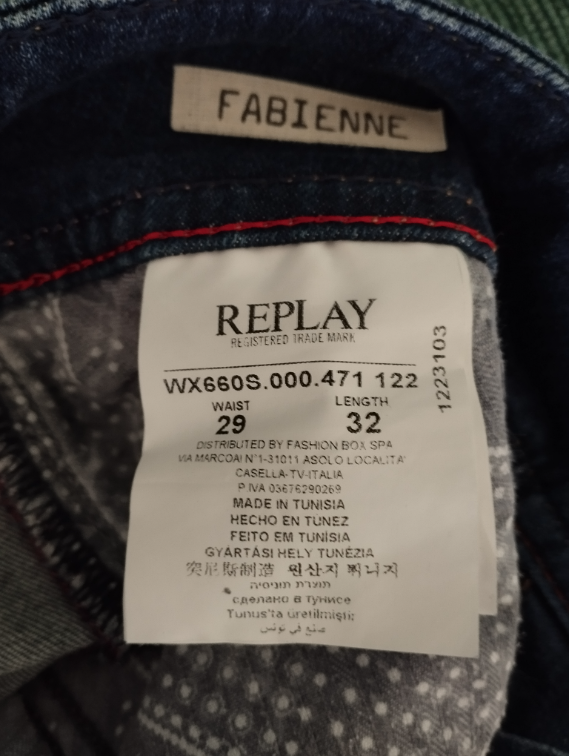 FABIENNE
REPLAY
REGISTERED TRADE MARK
WX660S.000.471 122
1223103
WAIST LENGTH
29 32
DISTRIBUTED BY FASHION BOX SPA
VIA MARCOAI N°1-31011 ASOLO LOCALITA'
CASELLA-TV-ITALIA
P.IVA 03676290269
MADE IN TUNISIA
HECHO EN TUNEZ
FEITO EM TUNÍSIA
GYÁRTÁSI HELY TUNÉZIA
突尼斯制造 원산지 튀니지
תוצרת תוניסיה
сделано в Тунисе
Tunus'ta üretilmiştir
صنع في تونس